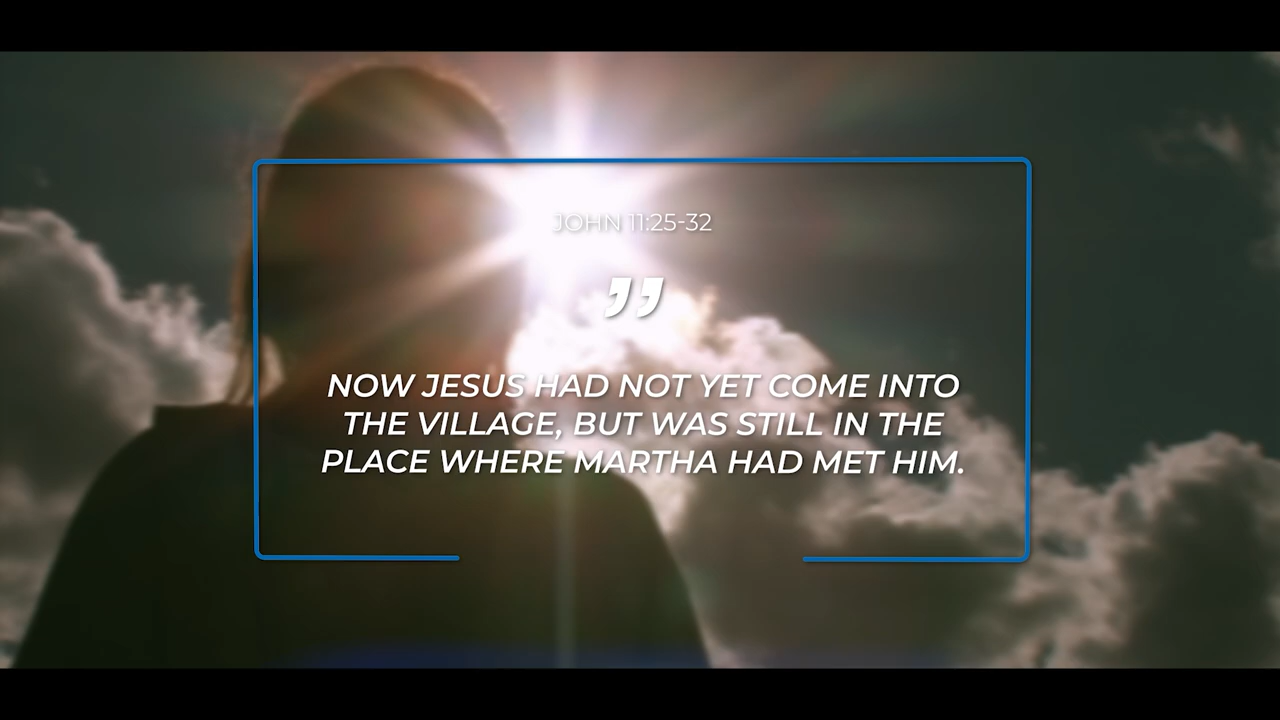 JOHN 11:25-32
”
NOW JESUS HAD NOT YET COME INTO
THE VILLAGE, BUT WAS STILL IN THE
PLACE WHERE MARTHA HAD MET HIM.